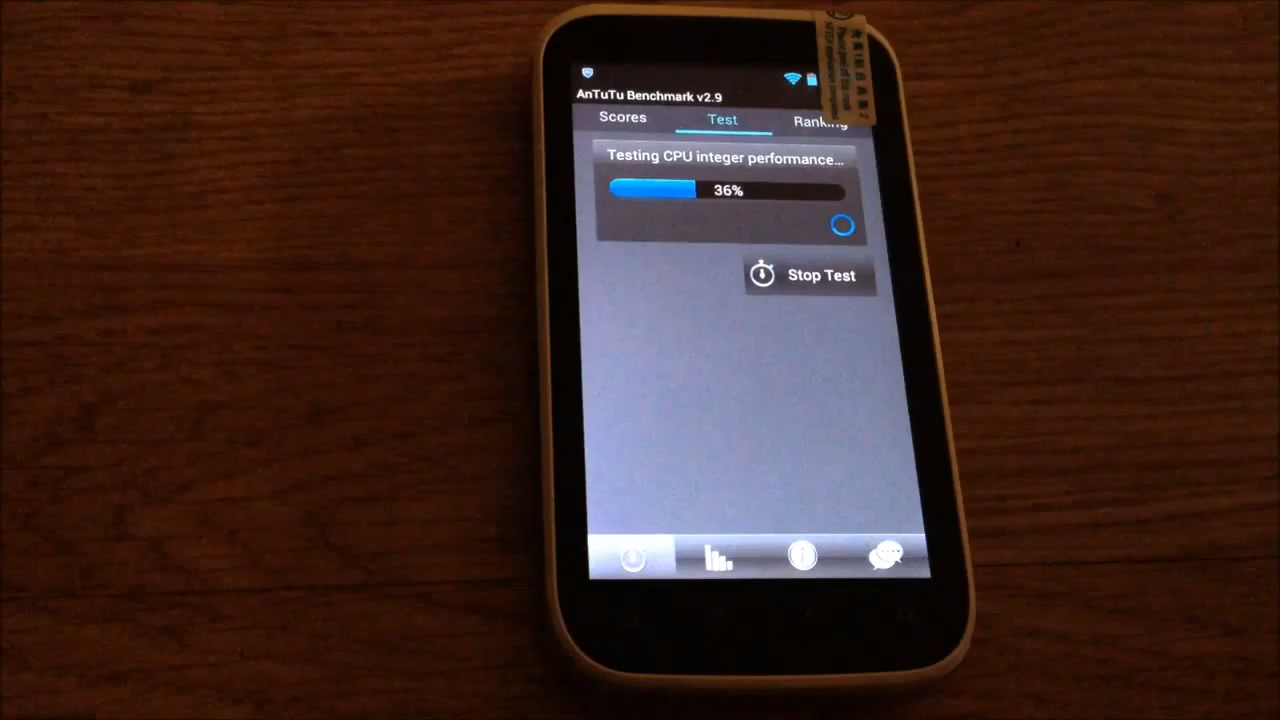 AnTuTu Benchmark v2.9
Scores
Test
Ranking
Testing CPU integer performance...
36%
Stop Test